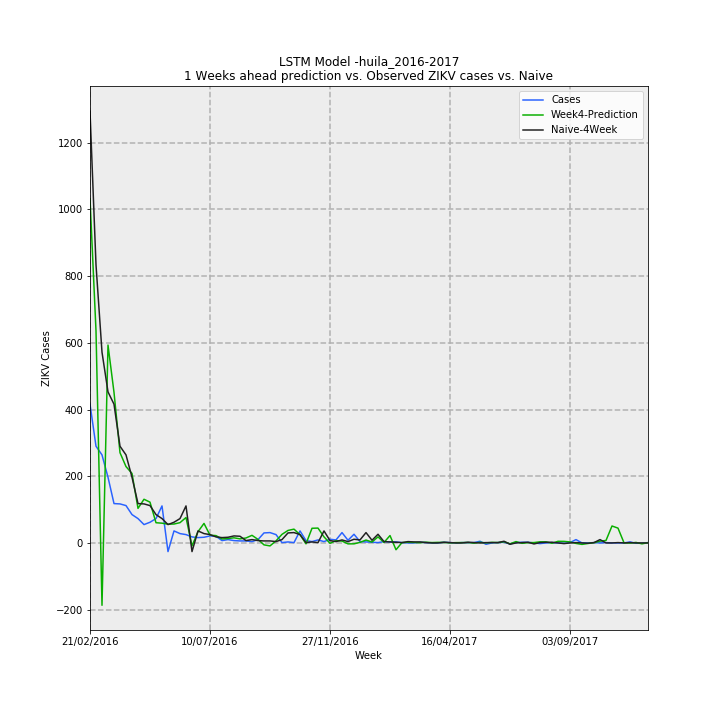 LSTM Model -huila_2016-2017
1 Weeks ahead prediction vs. Observed ZIKV cases vs. Naive
Cases
Week4-Prediction
Naive-4Week
1200
1000
800
600
400
200
0
−200
ZIKV Cases
21/02/2016
10/07/2016
27/11/2016
16/04/2017
03/09/2017
Week